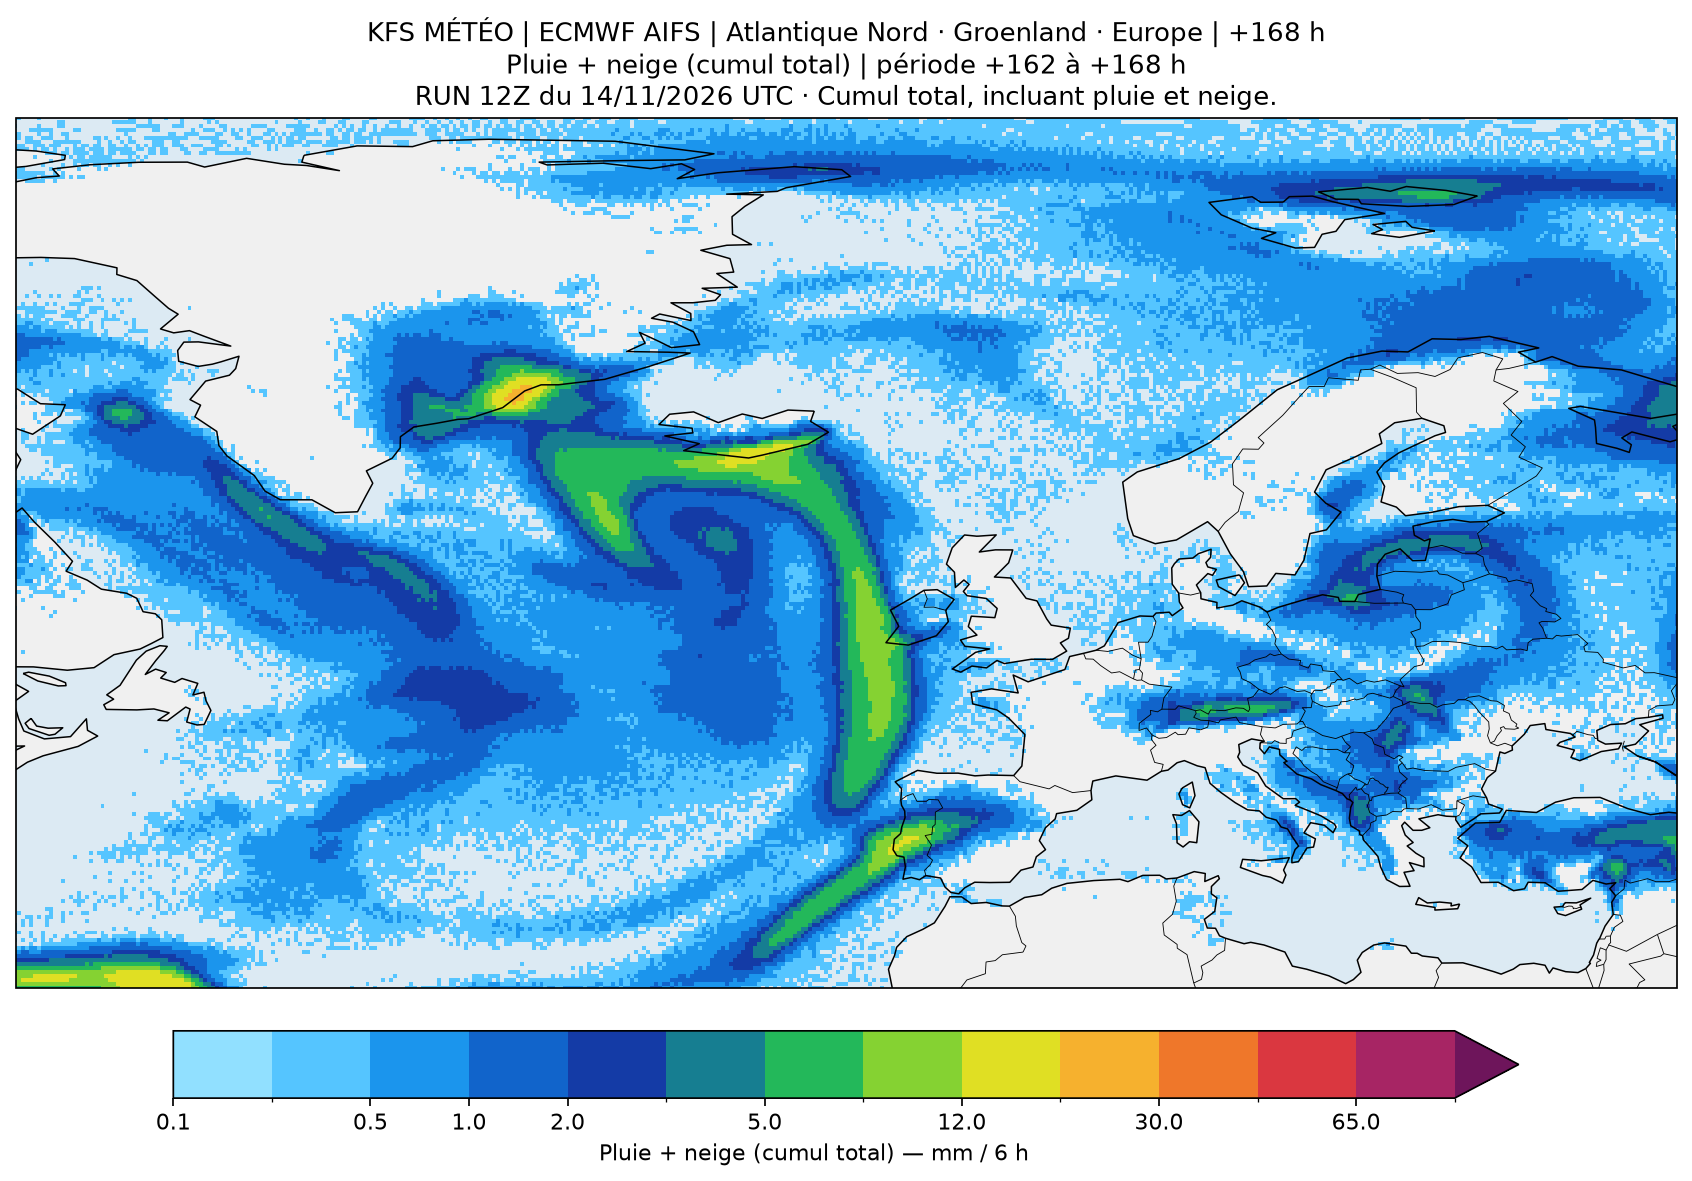 KFS MÉTÉO | ECMWF AIFS | Atlantique Nord · Groenland · Europe | +168 h
Pluie + neige (cumul total) | période +162 à +168 h
RUN 12Z du 14/11/2026 UTC · Cumul total, incluant pluie et neige.
0.1 0.5 1.0 2.0 5.0 12.0 30.0 65.0
Pluie + neige (cumul total) — mm / 6 h